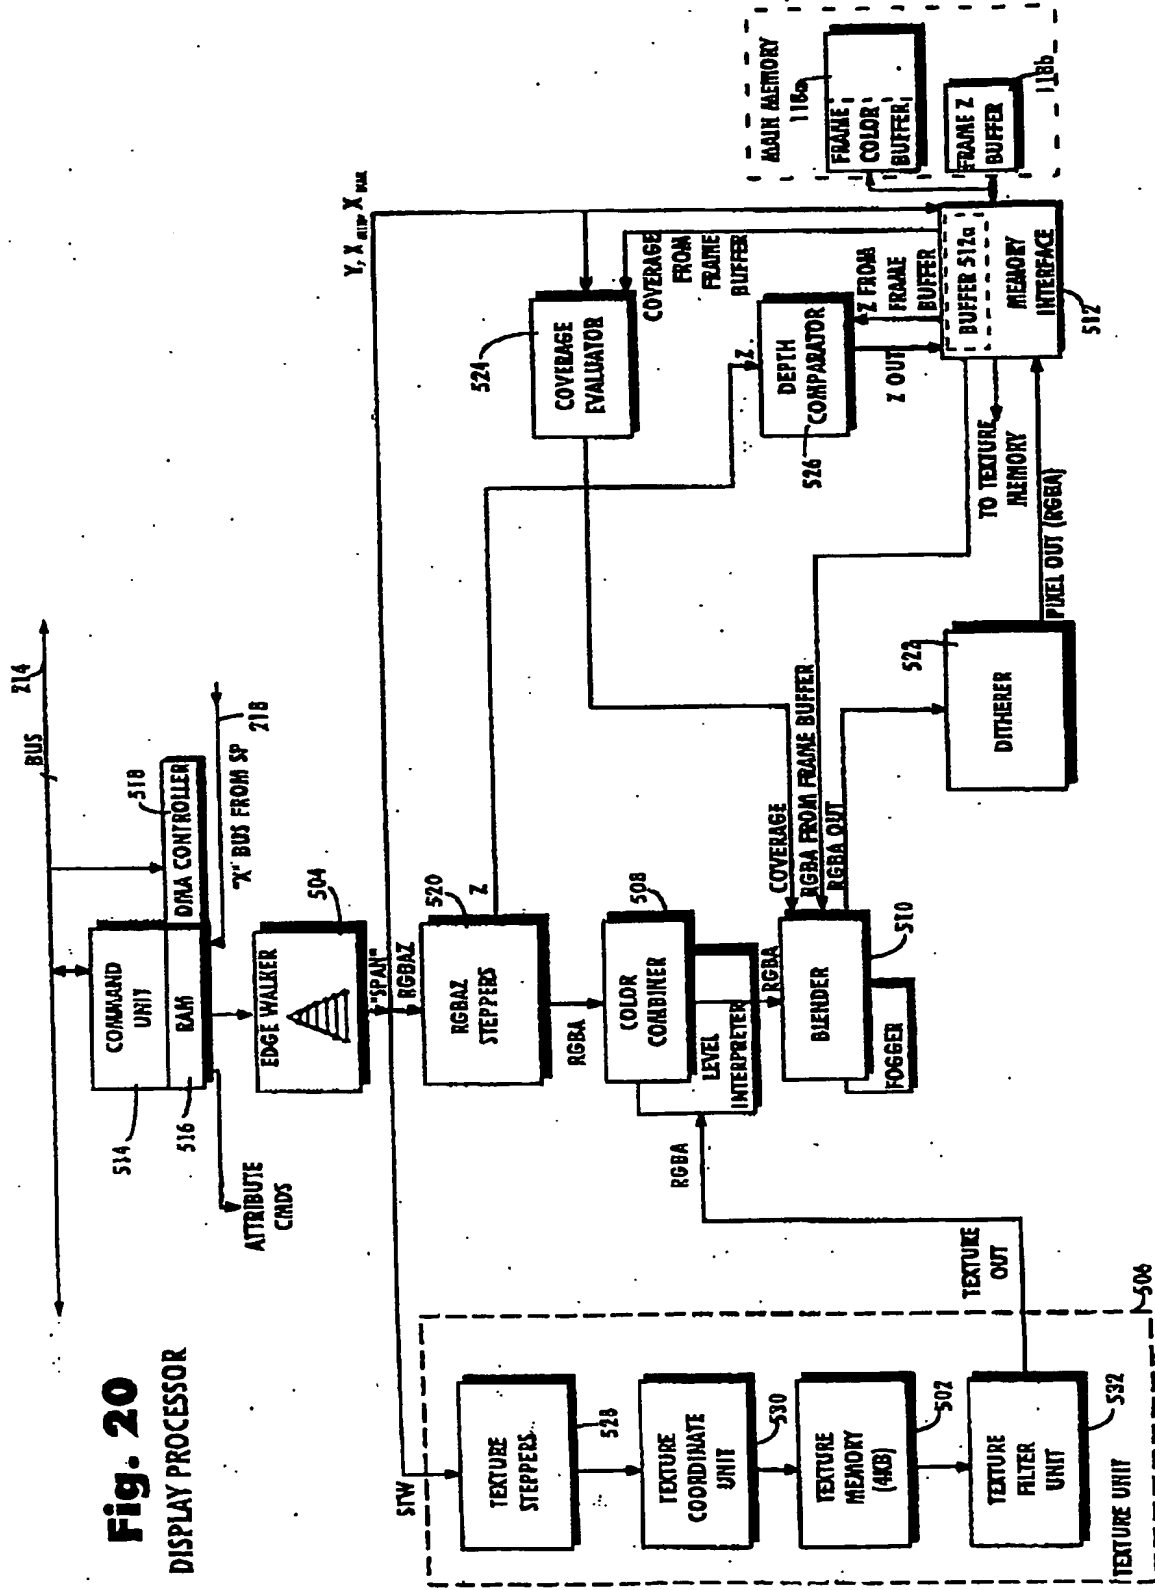 Fig. 20
DISPLAY PROCESSOR
BUS
214
COMMAND
UNIT
RAM
DMA CONTROLLER
514
516
518
"X" BUS FROM SP
218
ATTRIBUTE
CMDS
EDGE WALKER
504
"SPAN"
STW
RGBAZ
Y, X MIN, X MAX
RGBAZ
STEPPERS
520
Z
RGBA
COLOR
COMBINER
508
LEVEL
INTERPRETER
RGBA
RGBA
BLENDER
510
FOGGER
COVERAGE
RGBA FROM FRAME BUFFER
RGBA OUT
DITHERER
522
PIXEL OUT (RGBA)
COVERAGE
EVALUATOR
524
COVERAGE
FROM
FRAME
BUFFER
Z
DEPTH
COMPARATOR
526
Z FROM
FRAME
BUFFER
Z OUT
BUFFER 512a
MEMORY
INTERFACE
512
TO TEXTURE
MEMORY
MAIN MEMORY
118a
FRAME
COLOR
BUFFER
FRAME Z
BUFFER
118b
TEXTURE
STEPPERS
528
TEXTURE
COORDINATE
UNIT
530
TEXTURE
MEMORY
(4KB)
502
TEXTURE
FILTER
UNIT
532
TEXTURE
OUT
TEXTURE UNIT
506